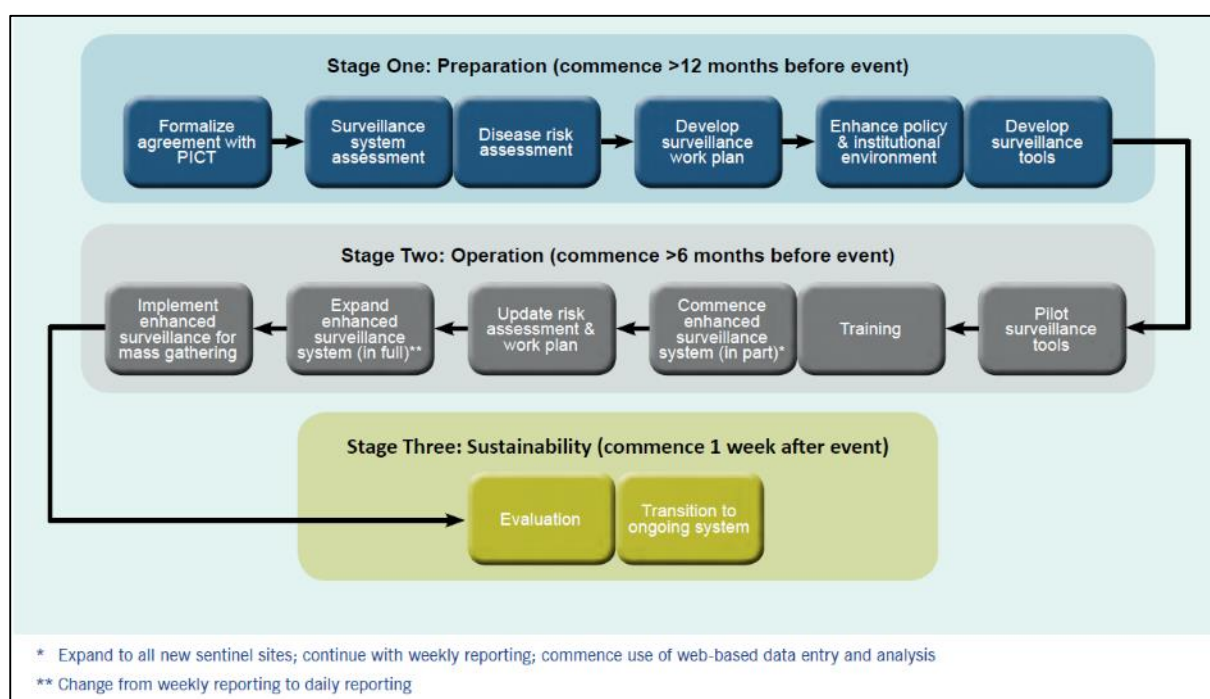 Stage One: Preparation (commence >12 months before event)
Formalize
agreement with
PICT
Surveillance
system
assessment
Disease risk
assessment
Develop
surveillance
work plan
Enhance policy
& institutional
environment
Develop
surveillance
tools
Stage Two: Operation (commence >6 months before event)
Implement
enhanced
surveillance for
mass gathering
Expand
enhanced
surveillance
system (in full)**
Update risk
assessment &
work plan
Commence
enhanced
surveillance
system (in part)*
Training
Pilot
surveillance
tools
Stage Three: Sustainability (commence 1 week after event)
Evaluation
Transition to
ongoing system
* Expand to all new sentinel sites; continue with weekly reporting; commence use of web-based data entry and analysis
** Change from weekly reporting to daily reporting